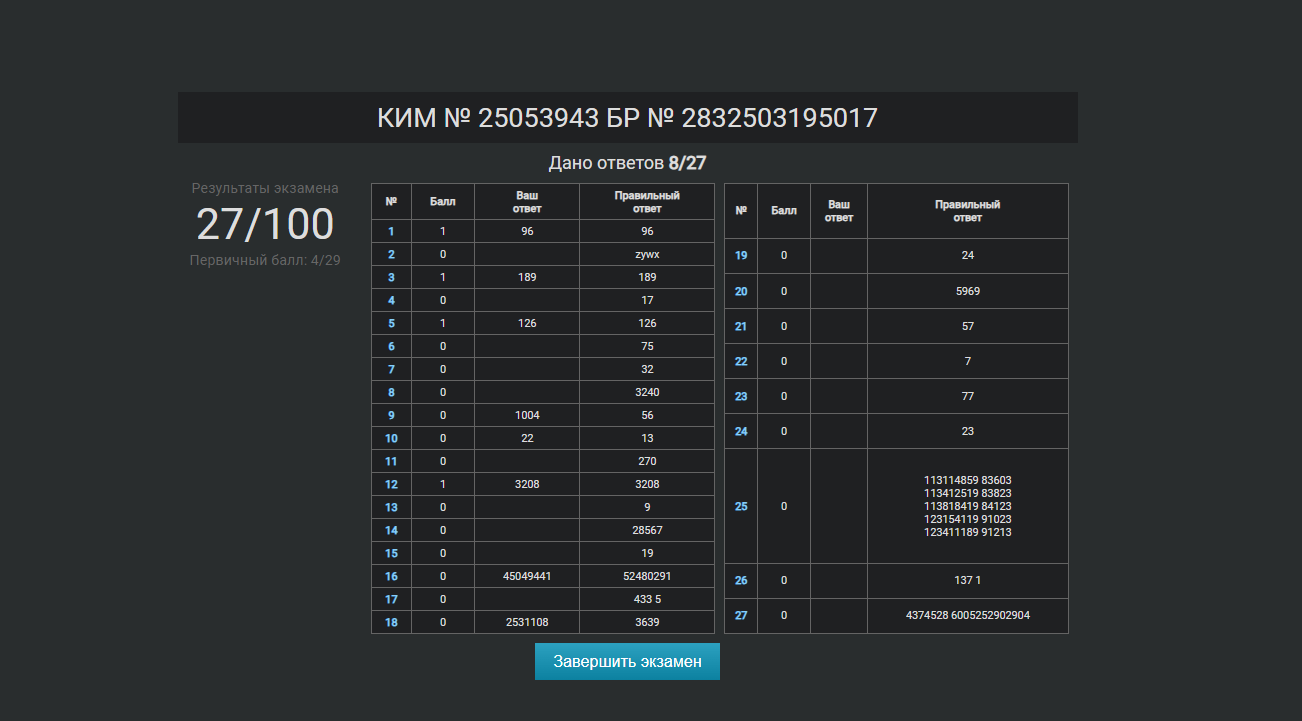 КИМ № 25053943 БР № 2832503195017
Дано ответов 8/27
Результаты экзамена
27/100
Первичный балл: 4/29
№ Балл Ваш ответ Правильный ответ
1 1 96 96
2 0 zywx
3 1 189 189
4 0 17
5 1 126 126
6 0 75
7 0 32
8 0 3240
9 0 1004 56
10 0 22 13
11 0 270
12 1 3208 3208
13 0 9
14 0 28567
15 0 19
16 0 45049441 52480291
17 0 433 5
18 0 2531108 3639
№ Балл Ваш ответ Правильный ответ
19 0 24
20 0 5969
21 0 57
22 0 7
23 0 77
24 0 23
25 0 113114859 83603
113412519 83823
113818419 84123
123154119 91023
123411189 91213
26 0 137 1
27 0 4374528 6005252902904
Завершить экзамен